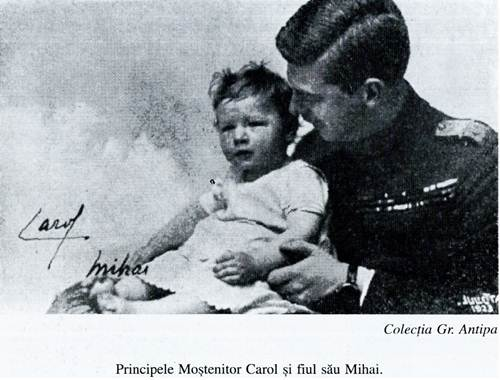 Carol
Mihai
1923
Colecția Gr. Antipa
Principele Moștenitor Carol și fiul său Mihai.